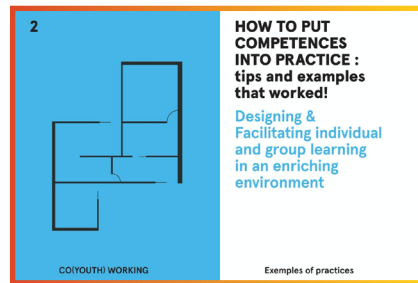 2
HOW TO PUT
COMPETENCES
INTO PRACTICE :
tips and examples
that worked!
Designing &
Facilitating individual
and group learning
in an enriching
environment
CO(YOUTH) WORKING
Exemples of practices